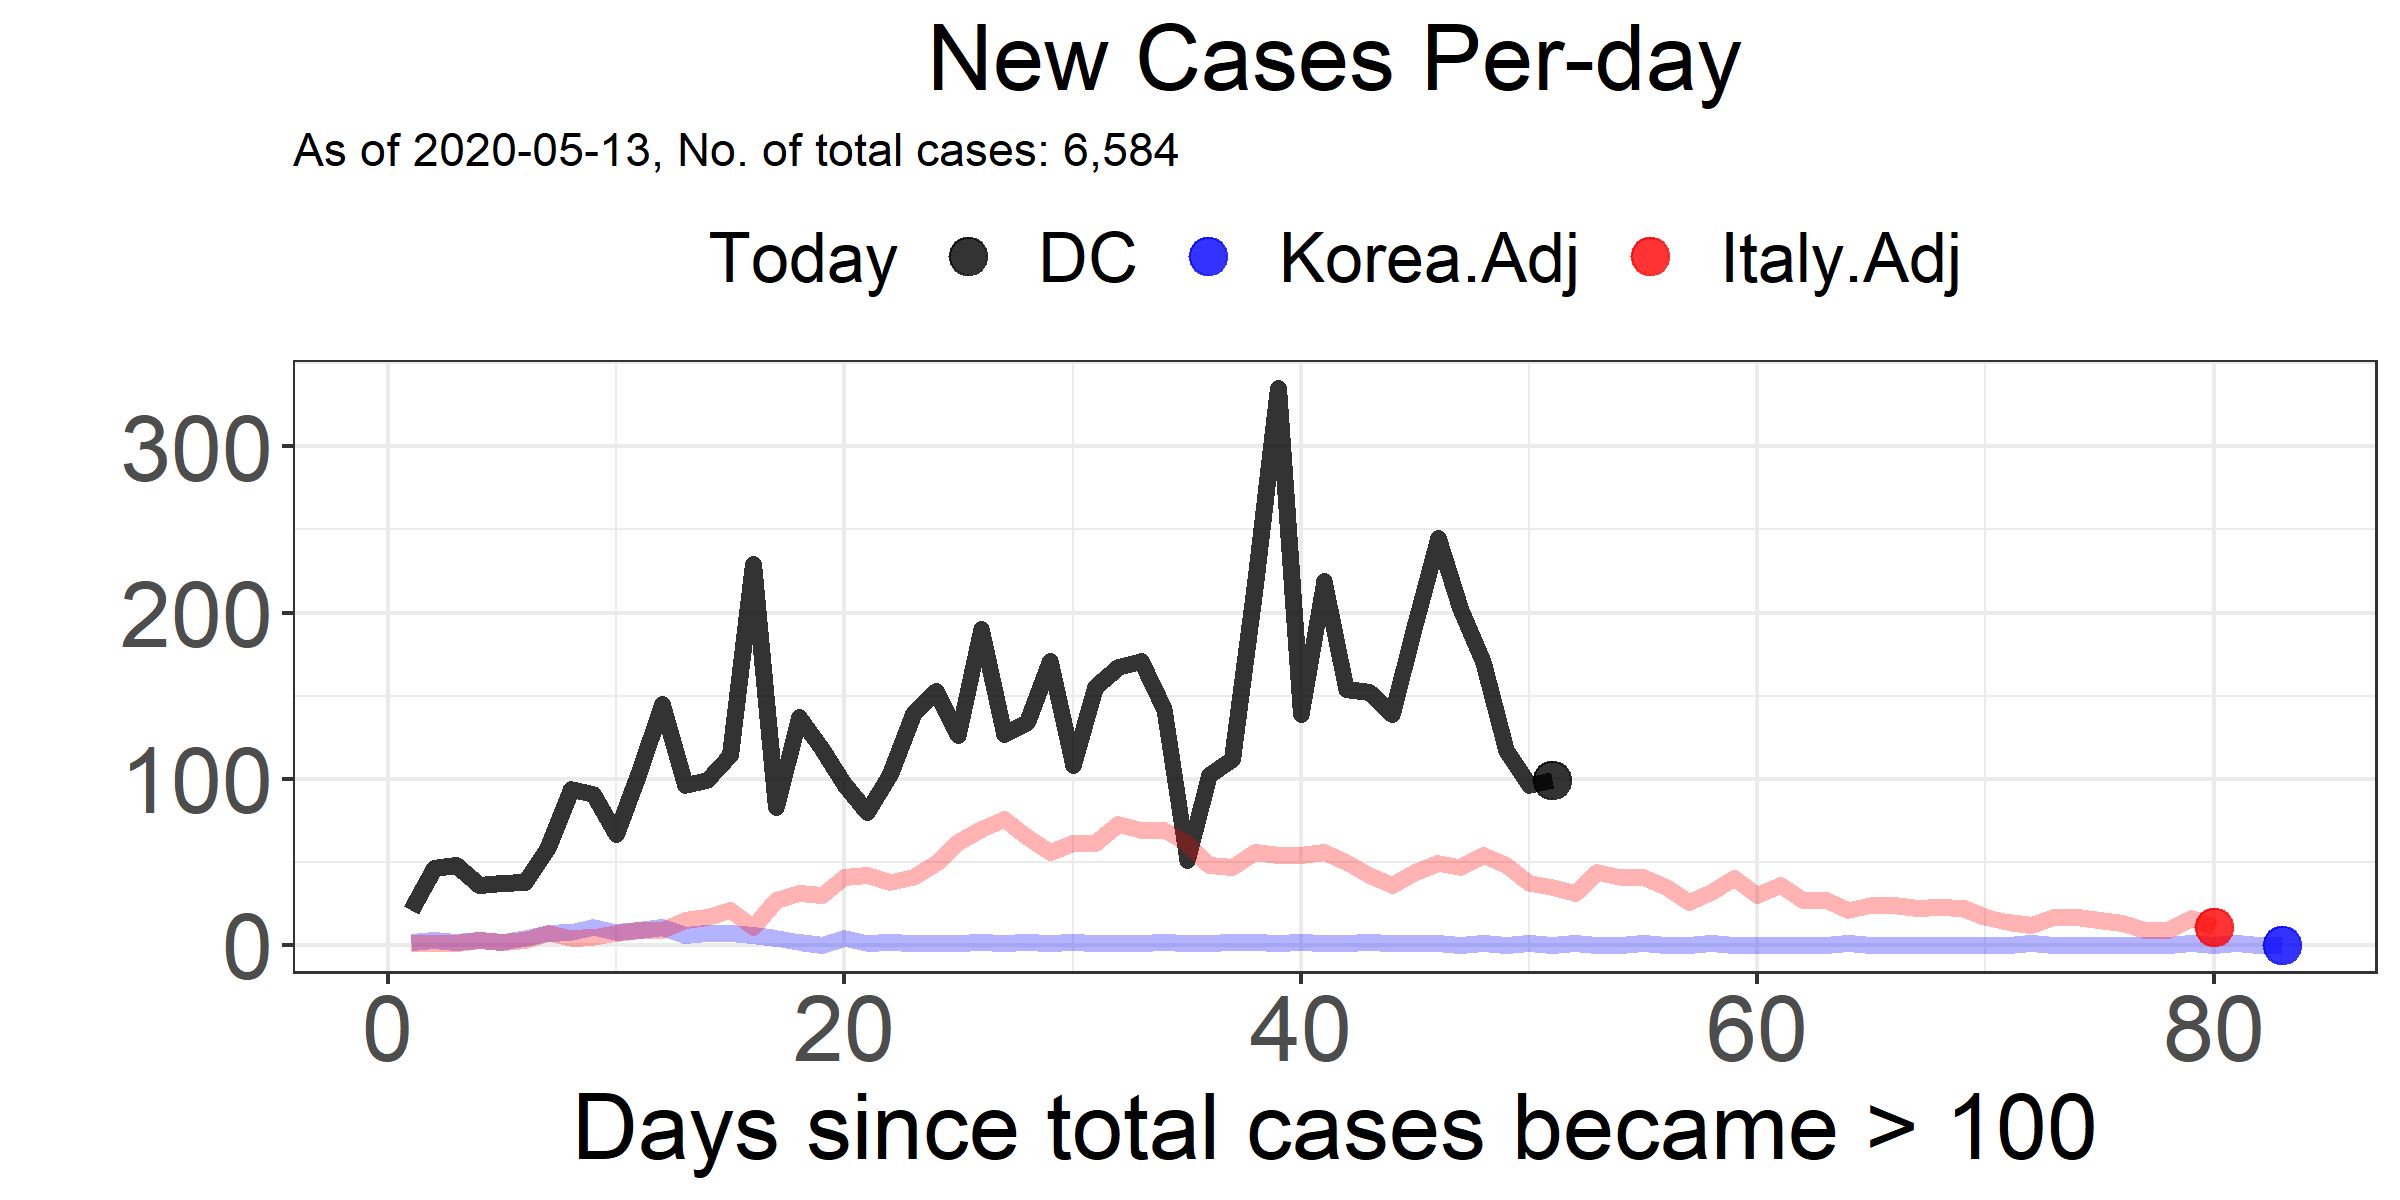 New Cases Per-day
As of 2020-05-13, No. of total cases: 6,584
Today DC Korea.Adj Italy.Adj
300
200
100
0
0 20 40 60 80
Days since total cases became > 100